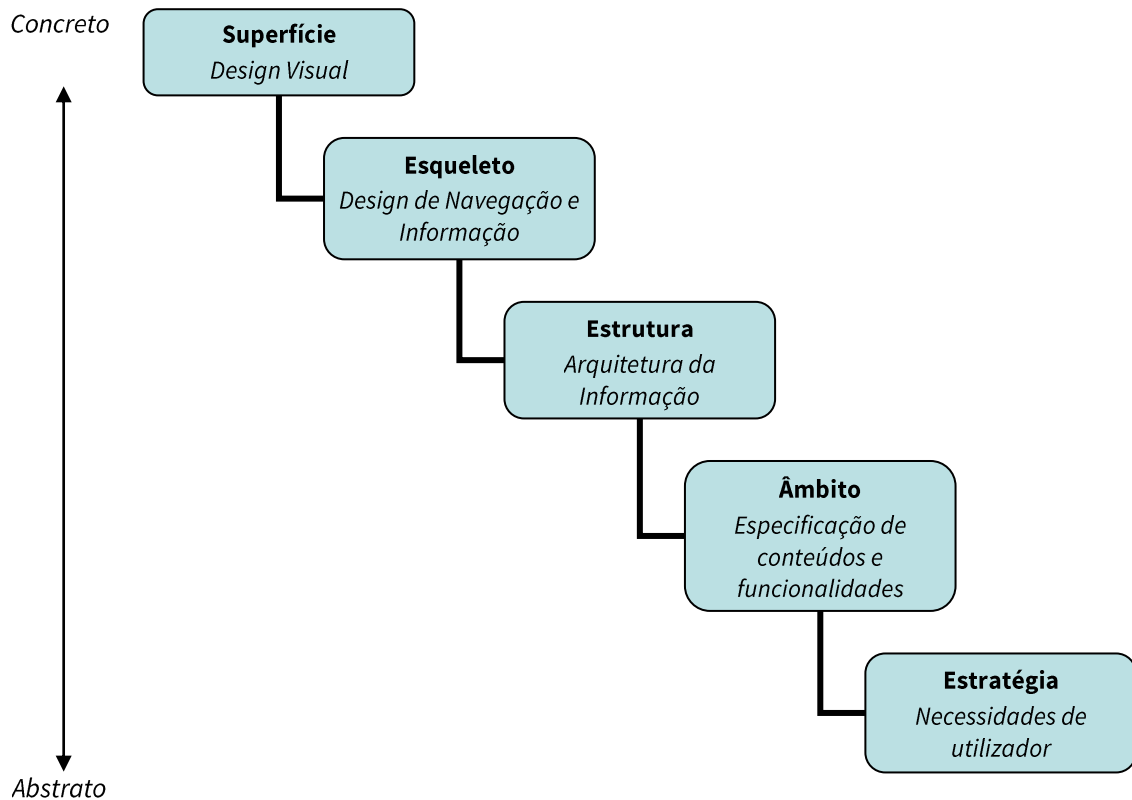 Concreto
Superfície
Design Visual
Esqueleto
Design de Navegação e
Informação
Estrutura
Arquitetura da
Informação
Âmbito
Especificação de
conteúdos e
funcionalidades
Estratégia
Necessidades de
utilizador
Abstrato